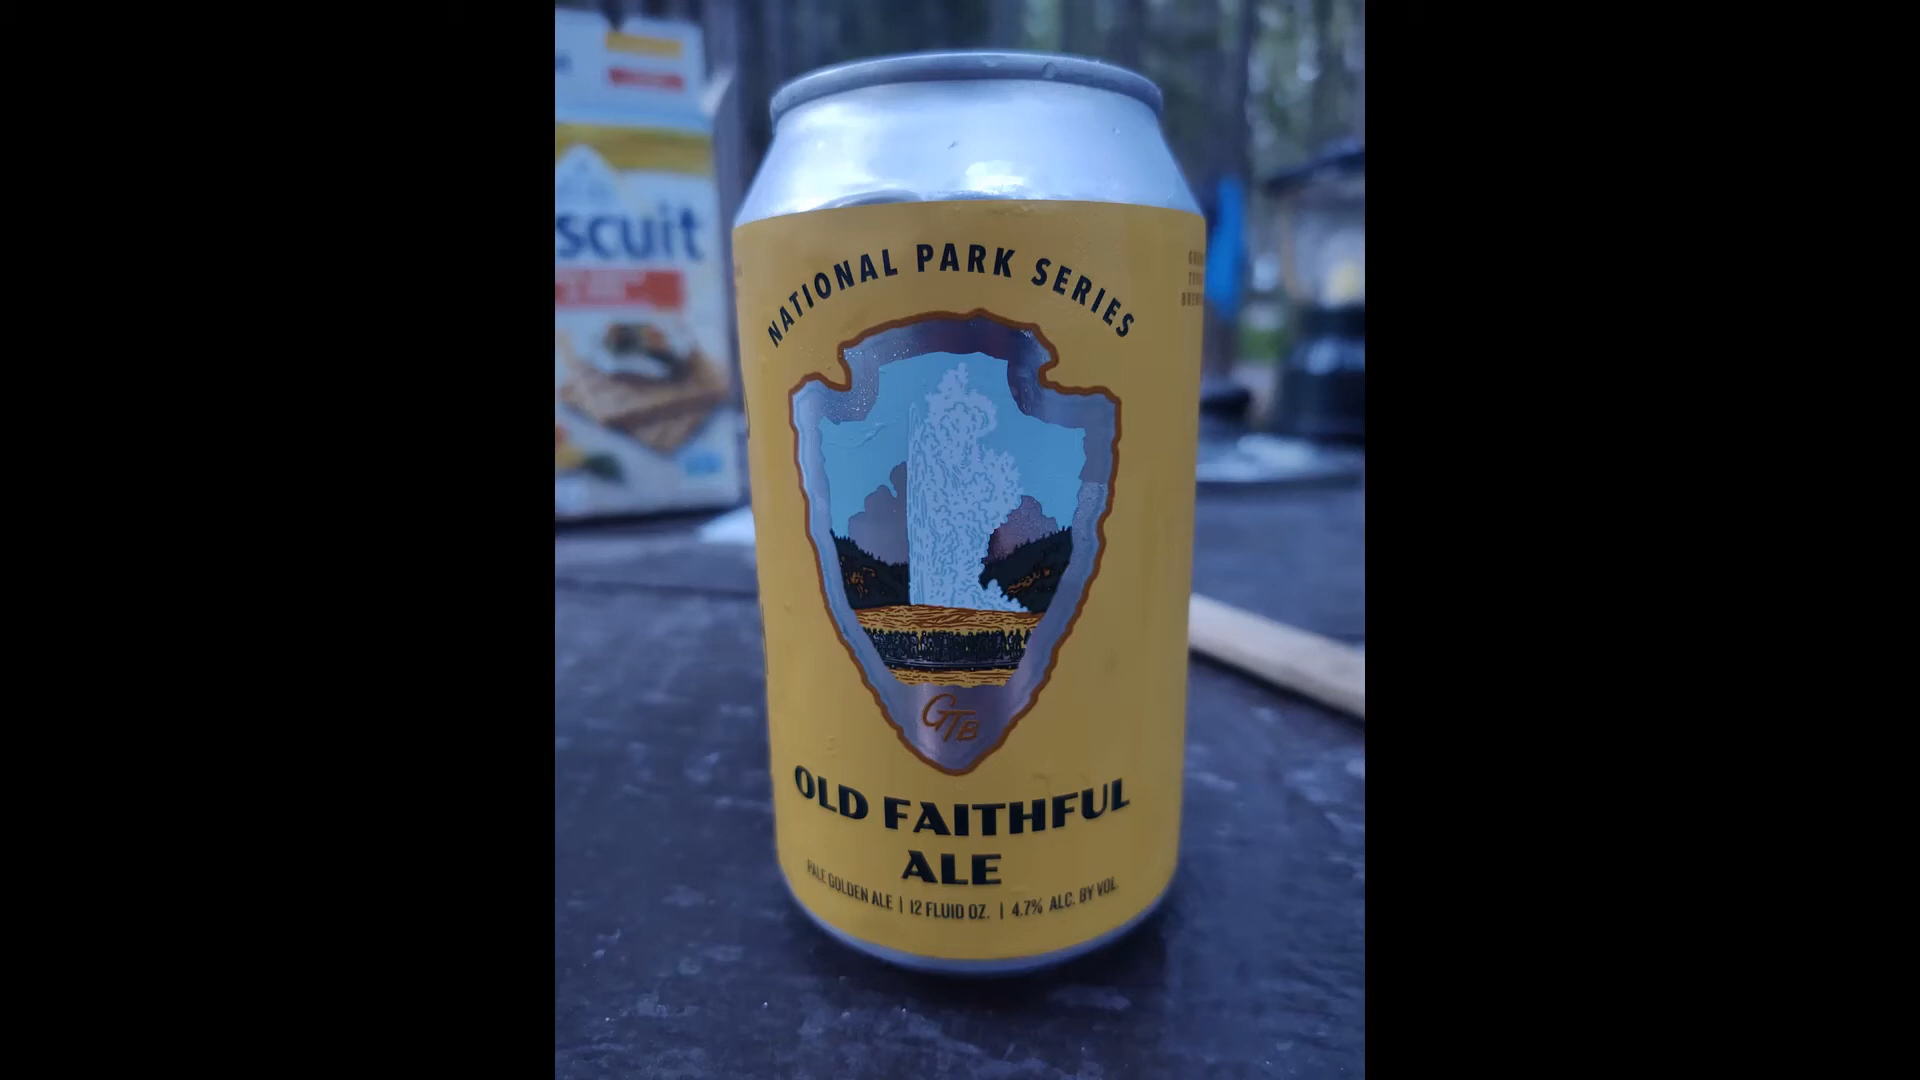 scuit
NATIONAL PARK SERIES
GTB
OLD FAITHFUL
ALE
PALE GOLDEN ALE | 12 FLUID OZ. | 4.7% ALC. BY VOL.